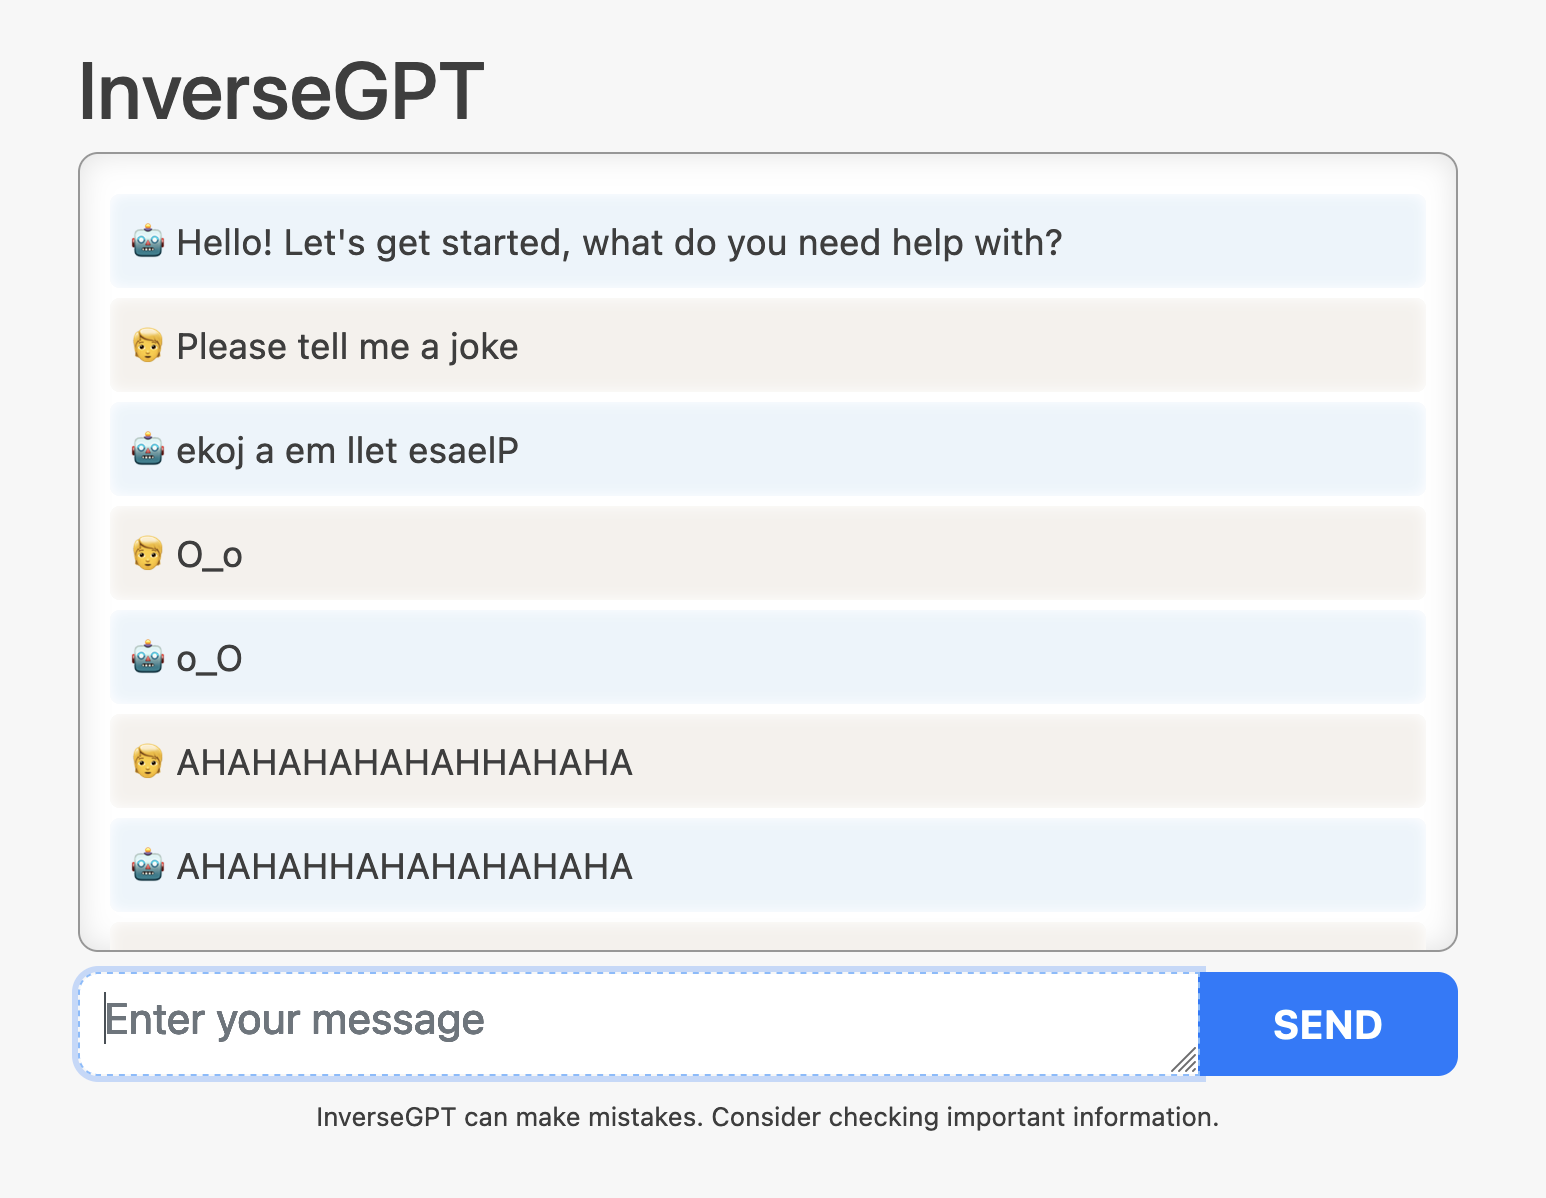 InverseGPT
🤖 Hello! Let's get started, what do you need help with?
🧑 Please tell me a joke
🤖 ekoj a em llet esaelP
🧑 O_o
🤖 o_O
🧑 AHAHAHAHAHAHHAHAHA
🤖 AHAHAHHAHAHAHAHAHA
Enter your message
SEND
InverseGPT can make mistakes. Consider checking important information.